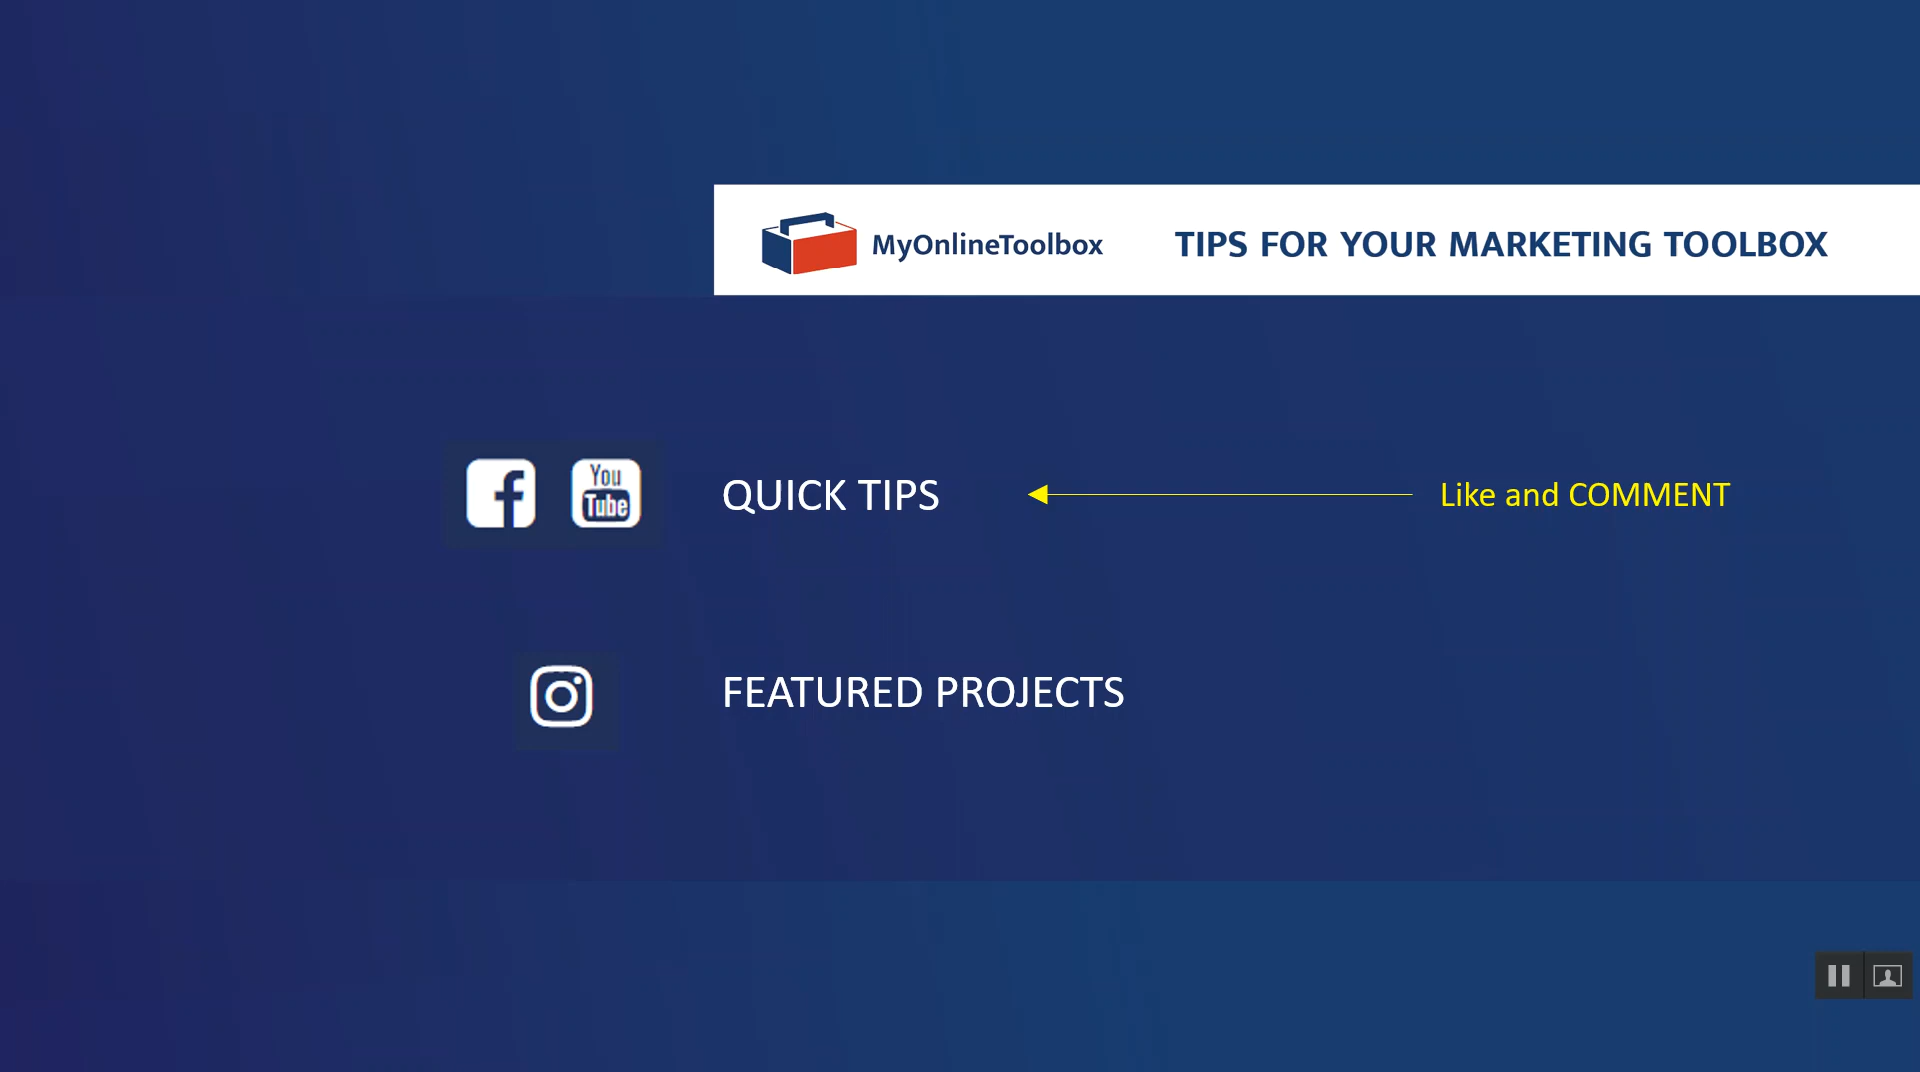 MyOnlineToolbox
TIPS FOR YOUR MARKETING TOOLBOX
You
Tube
QUICK TIPS
Like and COMMENT
FEATURED PROJECTS